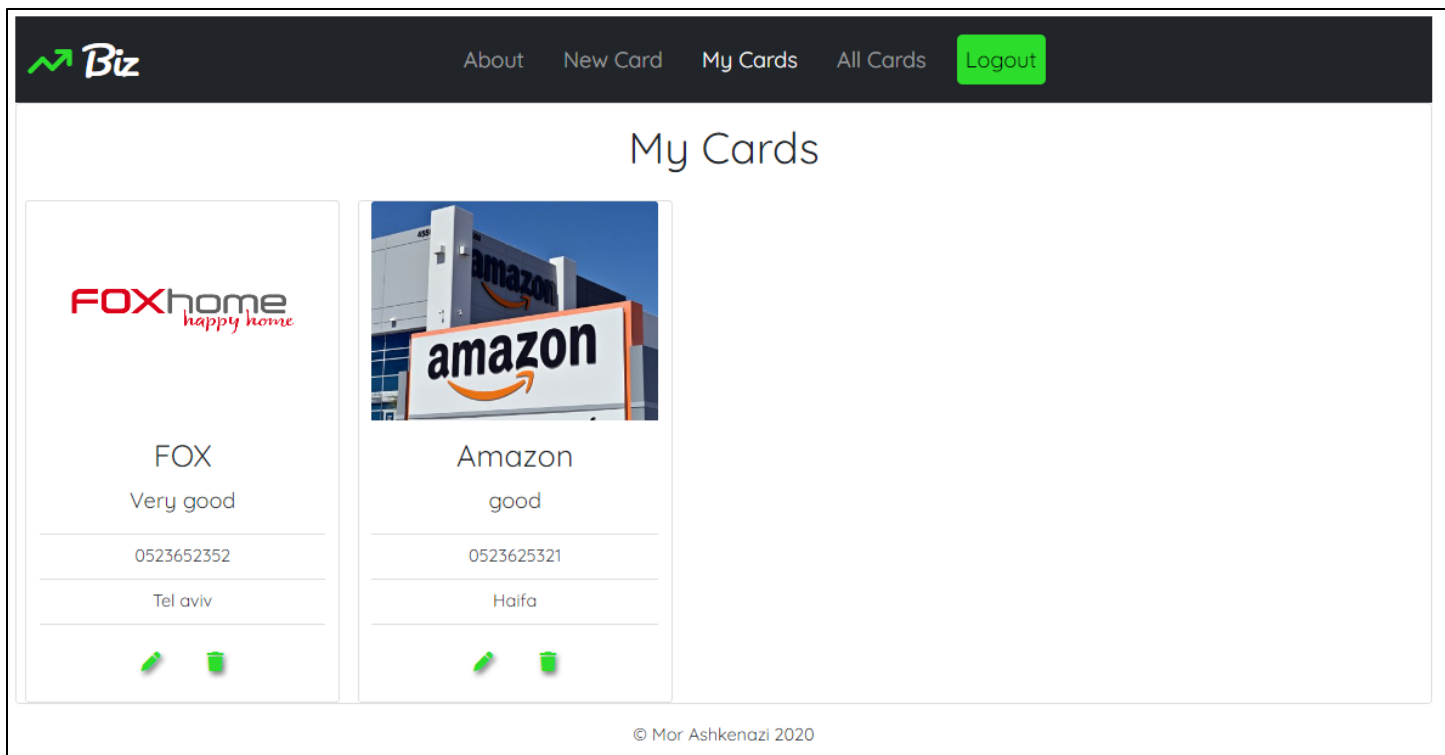 Biz
About New Card My Cards All Cards Logout
My Cards
FOXhome
happy home
FOX
Very good
0523652352
Tel aviv
amazon
amazon
Amazon
good
0523625321
Haifa
© Mor Ashkenazi 2020